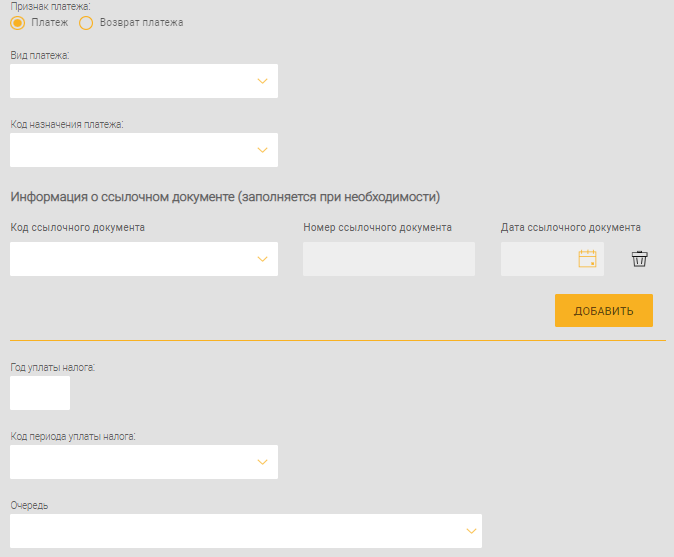 Признак платежа:
Платеж Возврат платежа
Вид платежа:
Код назначения платежа:
Информация о ссылочном документе (заполняется при необходимости)
Код ссылочного документа Номер ссылочного документа Дата ссылочного документа
ДОБАВИТЬ
Год уплаты налога:
Код периода уплаты налога:
Очередь